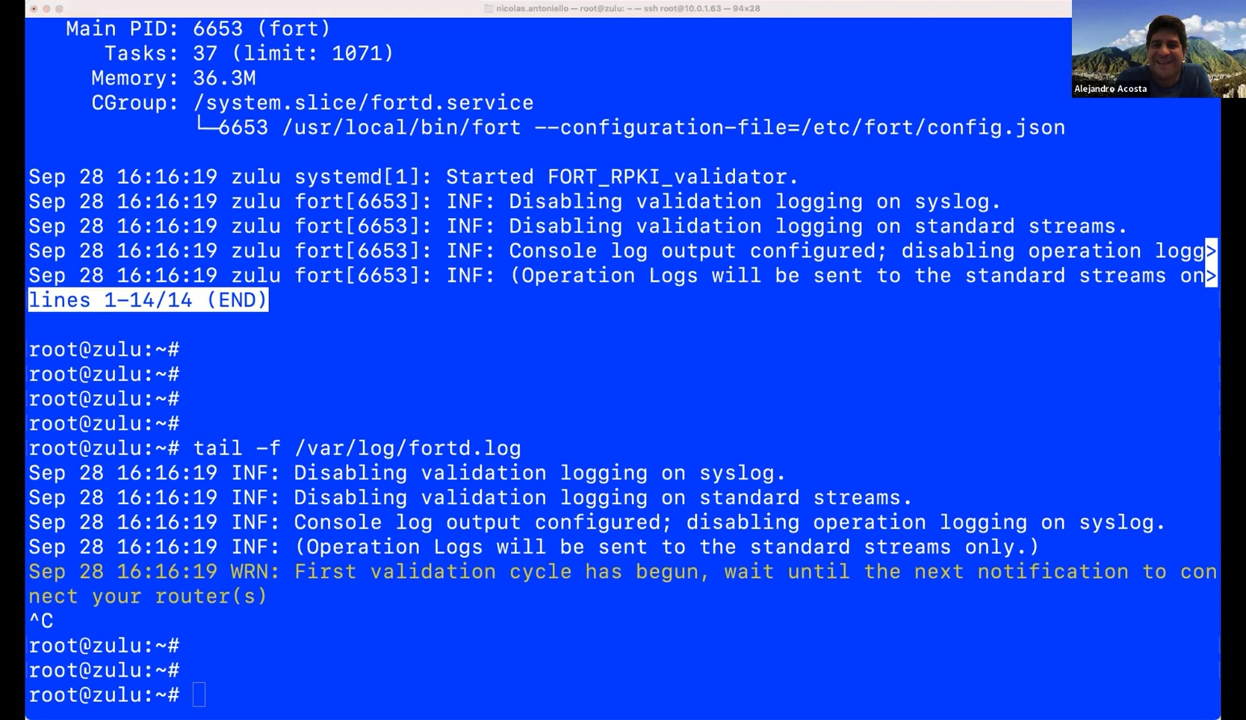 nicolas.antoniello — root@zulu: ~ — ssh root@10.0.1.63 — 94×28
Main PID: 6653 (fort)
Tasks: 37 (limit: 1071)
Memory: 36.3M
CGroup: /system.slice/fortd.service
└─6653 /usr/local/bin/fort --configuration-file=/etc/fort/config.json
Alejandro Acosta
Sep 28 16:16:19 zulu systemd[1]: Started FORT_RPKI_validator.
Sep 28 16:16:19 zulu fort[6653]: INF: Disabling validation logging on syslog.
Sep 28 16:16:19 zulu fort[6653]: INF: Disabling validation logging on standard streams.
Sep 28 16:16:19 zulu fort[6653]: INF: Console log output configured; disabling operation logg>
Sep 28 16:16:19 zulu fort[6653]: INF: (Operation Logs will be sent to the standard streams on>
lines 1-14/14 (END)
root@zulu:~#
root@zulu:~#
root@zulu:~#
root@zulu:~#
root@zulu:~# tail -f /var/log/fortd.log
Sep 28 16:16:19 INF: Disabling validation logging on syslog.
Sep 28 16:16:19 INF: Disabling validation logging on standard streams.
Sep 28 16:16:19 INF: Console log output configured; disabling operation logging on syslog.
Sep 28 16:16:19 INF: (Operation Logs will be sent to the standard streams only.)
Sep 28 16:16:19 WRN: First validation cycle has begun, wait until the next notification to con
nect your router(s)
^C
root@zulu:~#
root@zulu:~#
root@zulu:~#